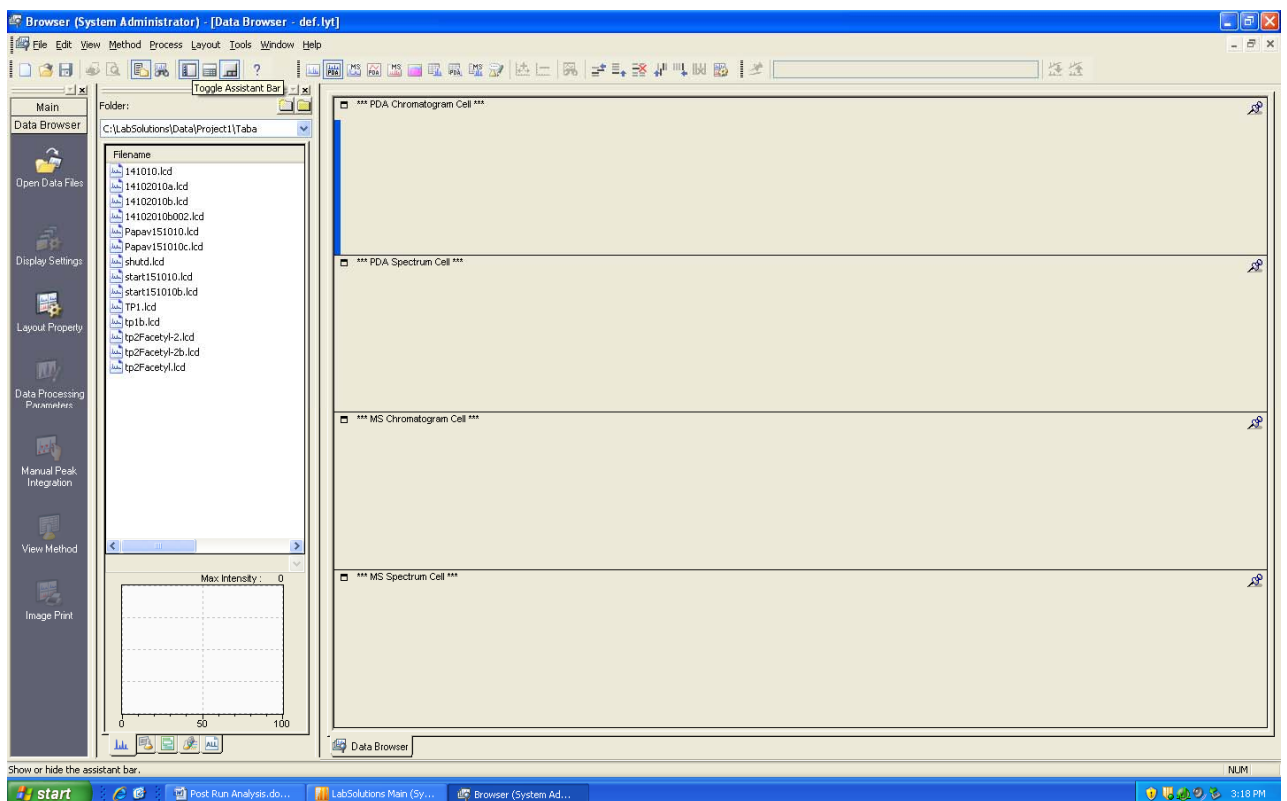 Browser (System Administrator) - [Data Browser - def.lyt]
File Edit View Method Process Layout Tools Window Help
Toggle Assistant Bar
Main
Data Browser
Open Data Files
Display Settings
Layout Property
Data Processing
Parameters
Manual Peak
Integration
View Method
Image Print
Folder:
C:\LabSolutions\Data\Project1\Taba
Filename
141010.lcd
14102010a.lcd
14102010b.lcd
14102010b002.lcd
Papav151010.lcd
Papav151010c.lcd
shutd.lcd
start151010.lcd
start151010b.lcd
TP1.lcd
tp1b.lcd
tp2Facetyl-2.lcd
tp2Facetyl-2b.lcd
tp2Facetyl.lcd
Max Intensity : 0
0 50 100
ALL
*** PDA Chromatogram Cell ***
*** PDA Spectrum Cell ***
*** MS Chromatogram Cell ***
*** MS Spectrum Cell ***
Data Browser
Show or hide the assistant bar.
NUM
start
Post Run Analysis.do...
LabSolutions Main (Sy...
Browser (System Ad...
3:18 PM